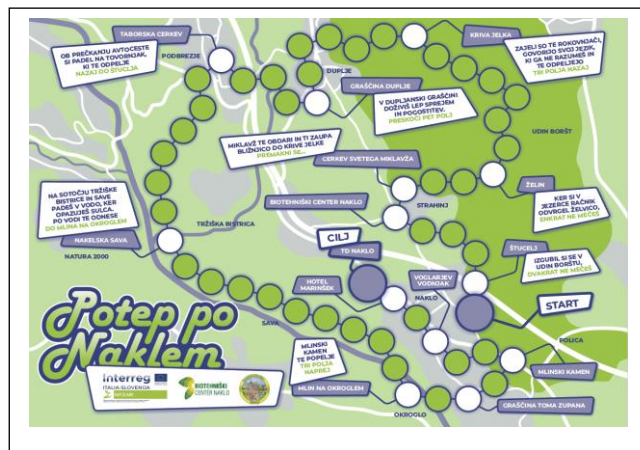 TABORSKA CERKEV
OB PREČKANJU AVTOCESTE
SI PADEL NA TOVORNJAK,
KI TE ODPELJE
NAZAJ DO ŠTUCLJA
PODBREZJE
KRIVA JELKA
ZAJELI SO TE ROKOVNJAČI,
GOVORIJO SVOJ JEZIK,
KI GA NE RAZUMEŠ IN
TE ODPELJEJO
TRI POLJA NAZAJ
DUPLJE
GRAŠČINA DUPLJE
V DUPLJANSKI GRAŠČINI
DOŽIVIŠ LEP SPREJEM
IN POGOSTITEV.
PRESKOČI PET POLJ
UDIN BORŠT
MIKLAVŽ TE OBDARI IN TI ZAUPA
BLIŽNJICO DO KRIVE JELKE
PREMAKNI SE...
CERKEV SVETEGA MIKLAVŽA
ŽELIN
KER SI V
JEZERCE RAČNIK
ODVRGEL ŽELVICO,
ENKRAT NE MEČEŠ
BIOTEHNIŠKI CENTER NAKLO
STRAHINJ
NA SOTOČJU TRŽIŠKE
BISTRICE IN SAVE
PADEŠ V VODO, KER
OPAZUJEŠ SULCA.
PO VODI TE ODNESE
DO MLINA NA OKROGLEM
TRŽIŠKA BISTRICA
NAKELSKA SAVA
NATURA 2000
CILJ
TD NAKLO
ŠTUCELJ
IZGUBIL SI SE V
UDIN BORŠTU,
DVAKRAT NE MEČEŠ
HOTEL
MARINŠEK
VOGLARJEV
VODNJAK
NAKLO
START
Potep po
Naklem
SAVA
POLICA
MLINSKI
KAMEN
TE POPELJE
TRI POLJA
NAPREJ
MLINSKI KAMEN
MLIN NA OKROGLEM
GRAŠČINA TOMA ZUPANA
OKROGLO
Interreg
ITALIA-SLOVENIJA
BIOTEHNIŠKI
CENTER NAKLO